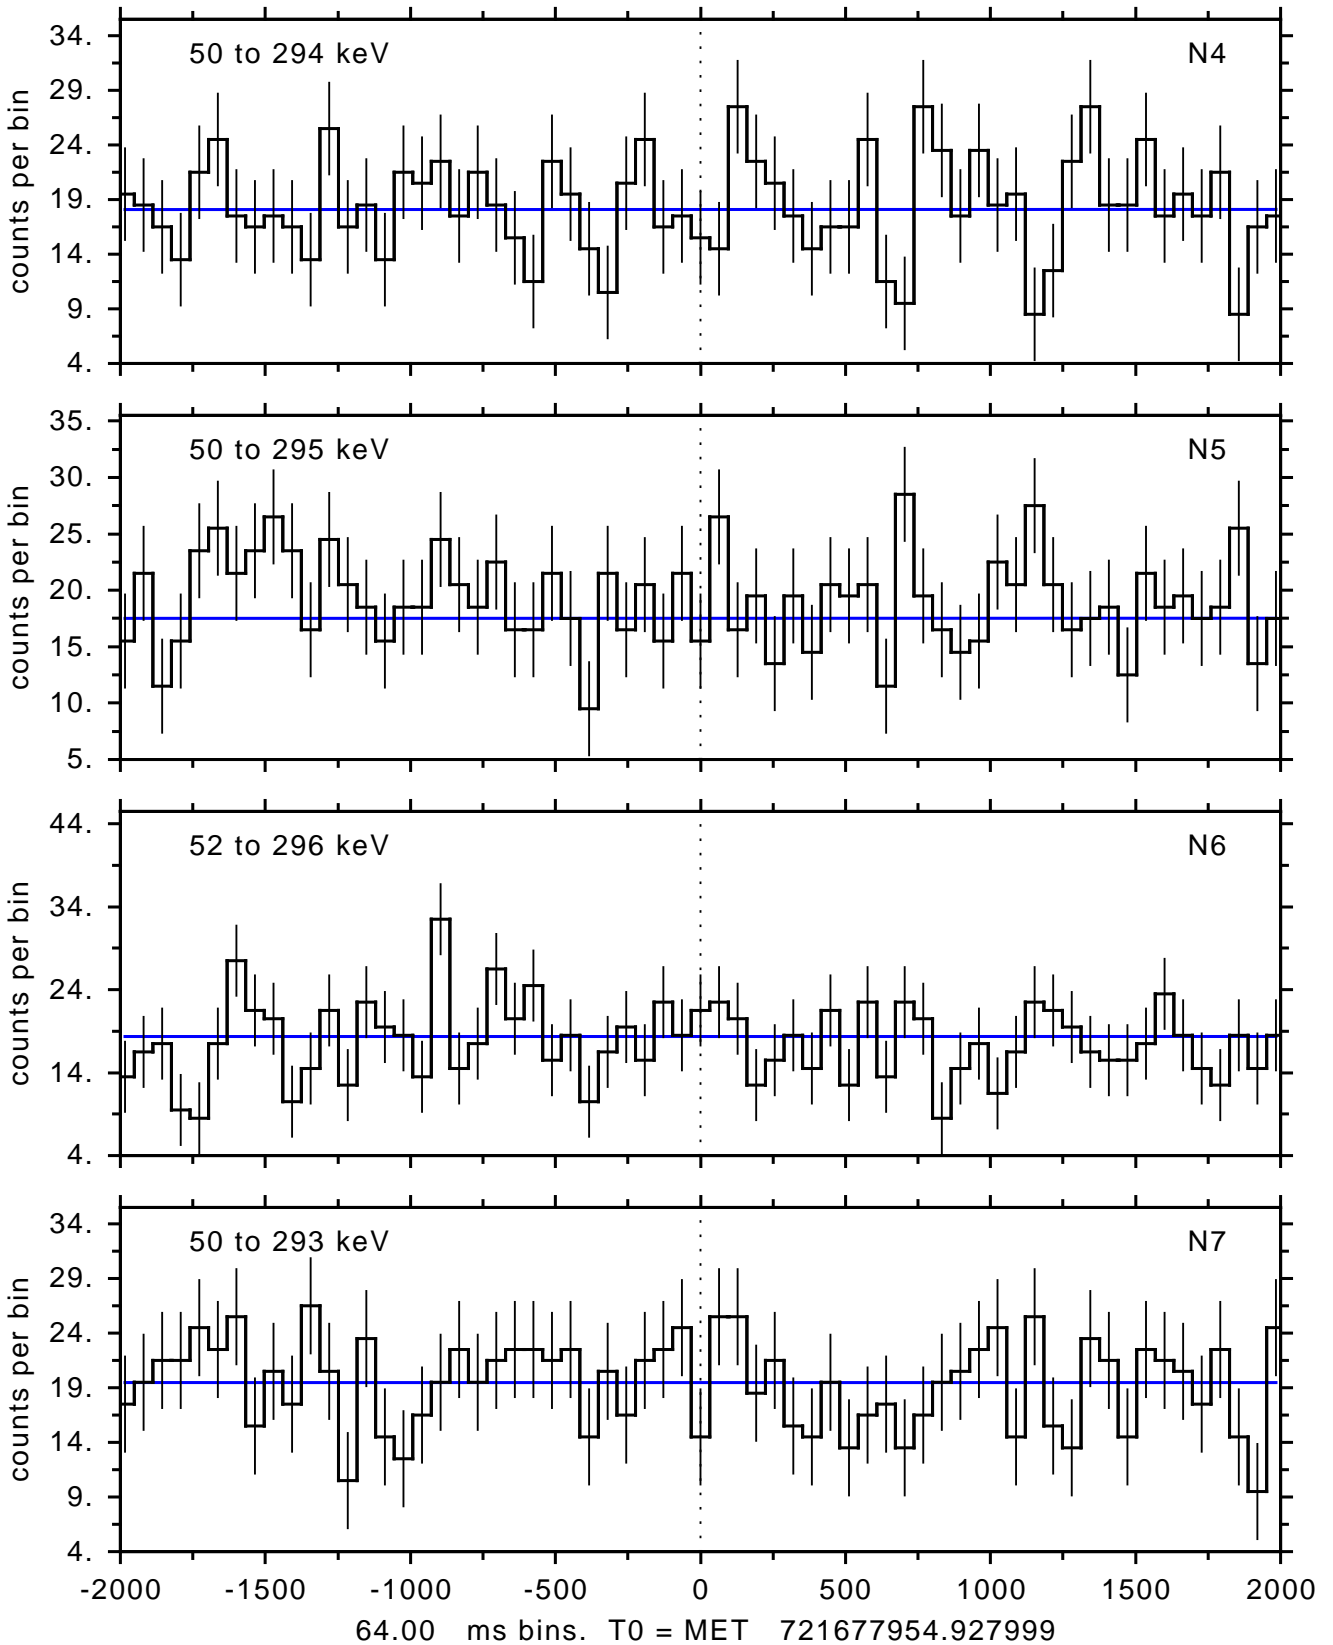 50 to 294 keV N4
34.
29.
24.
19.
14.
9.
4.
counts per bin
50 to 295 keV N5
35.
30.
25.
20.
15.
10.
5.
counts per bin
52 to 296 keV N6
44.
34.
24.
14.
4.
counts per bin
50 to 293 keV N7
34.
29.
24.
19.
14.
9.
4.
counts per bin
-2000 -1500 -1000 -500 0 500 1000 1500 2000
64.00 ms bins. T0 = MET 721677954.927999